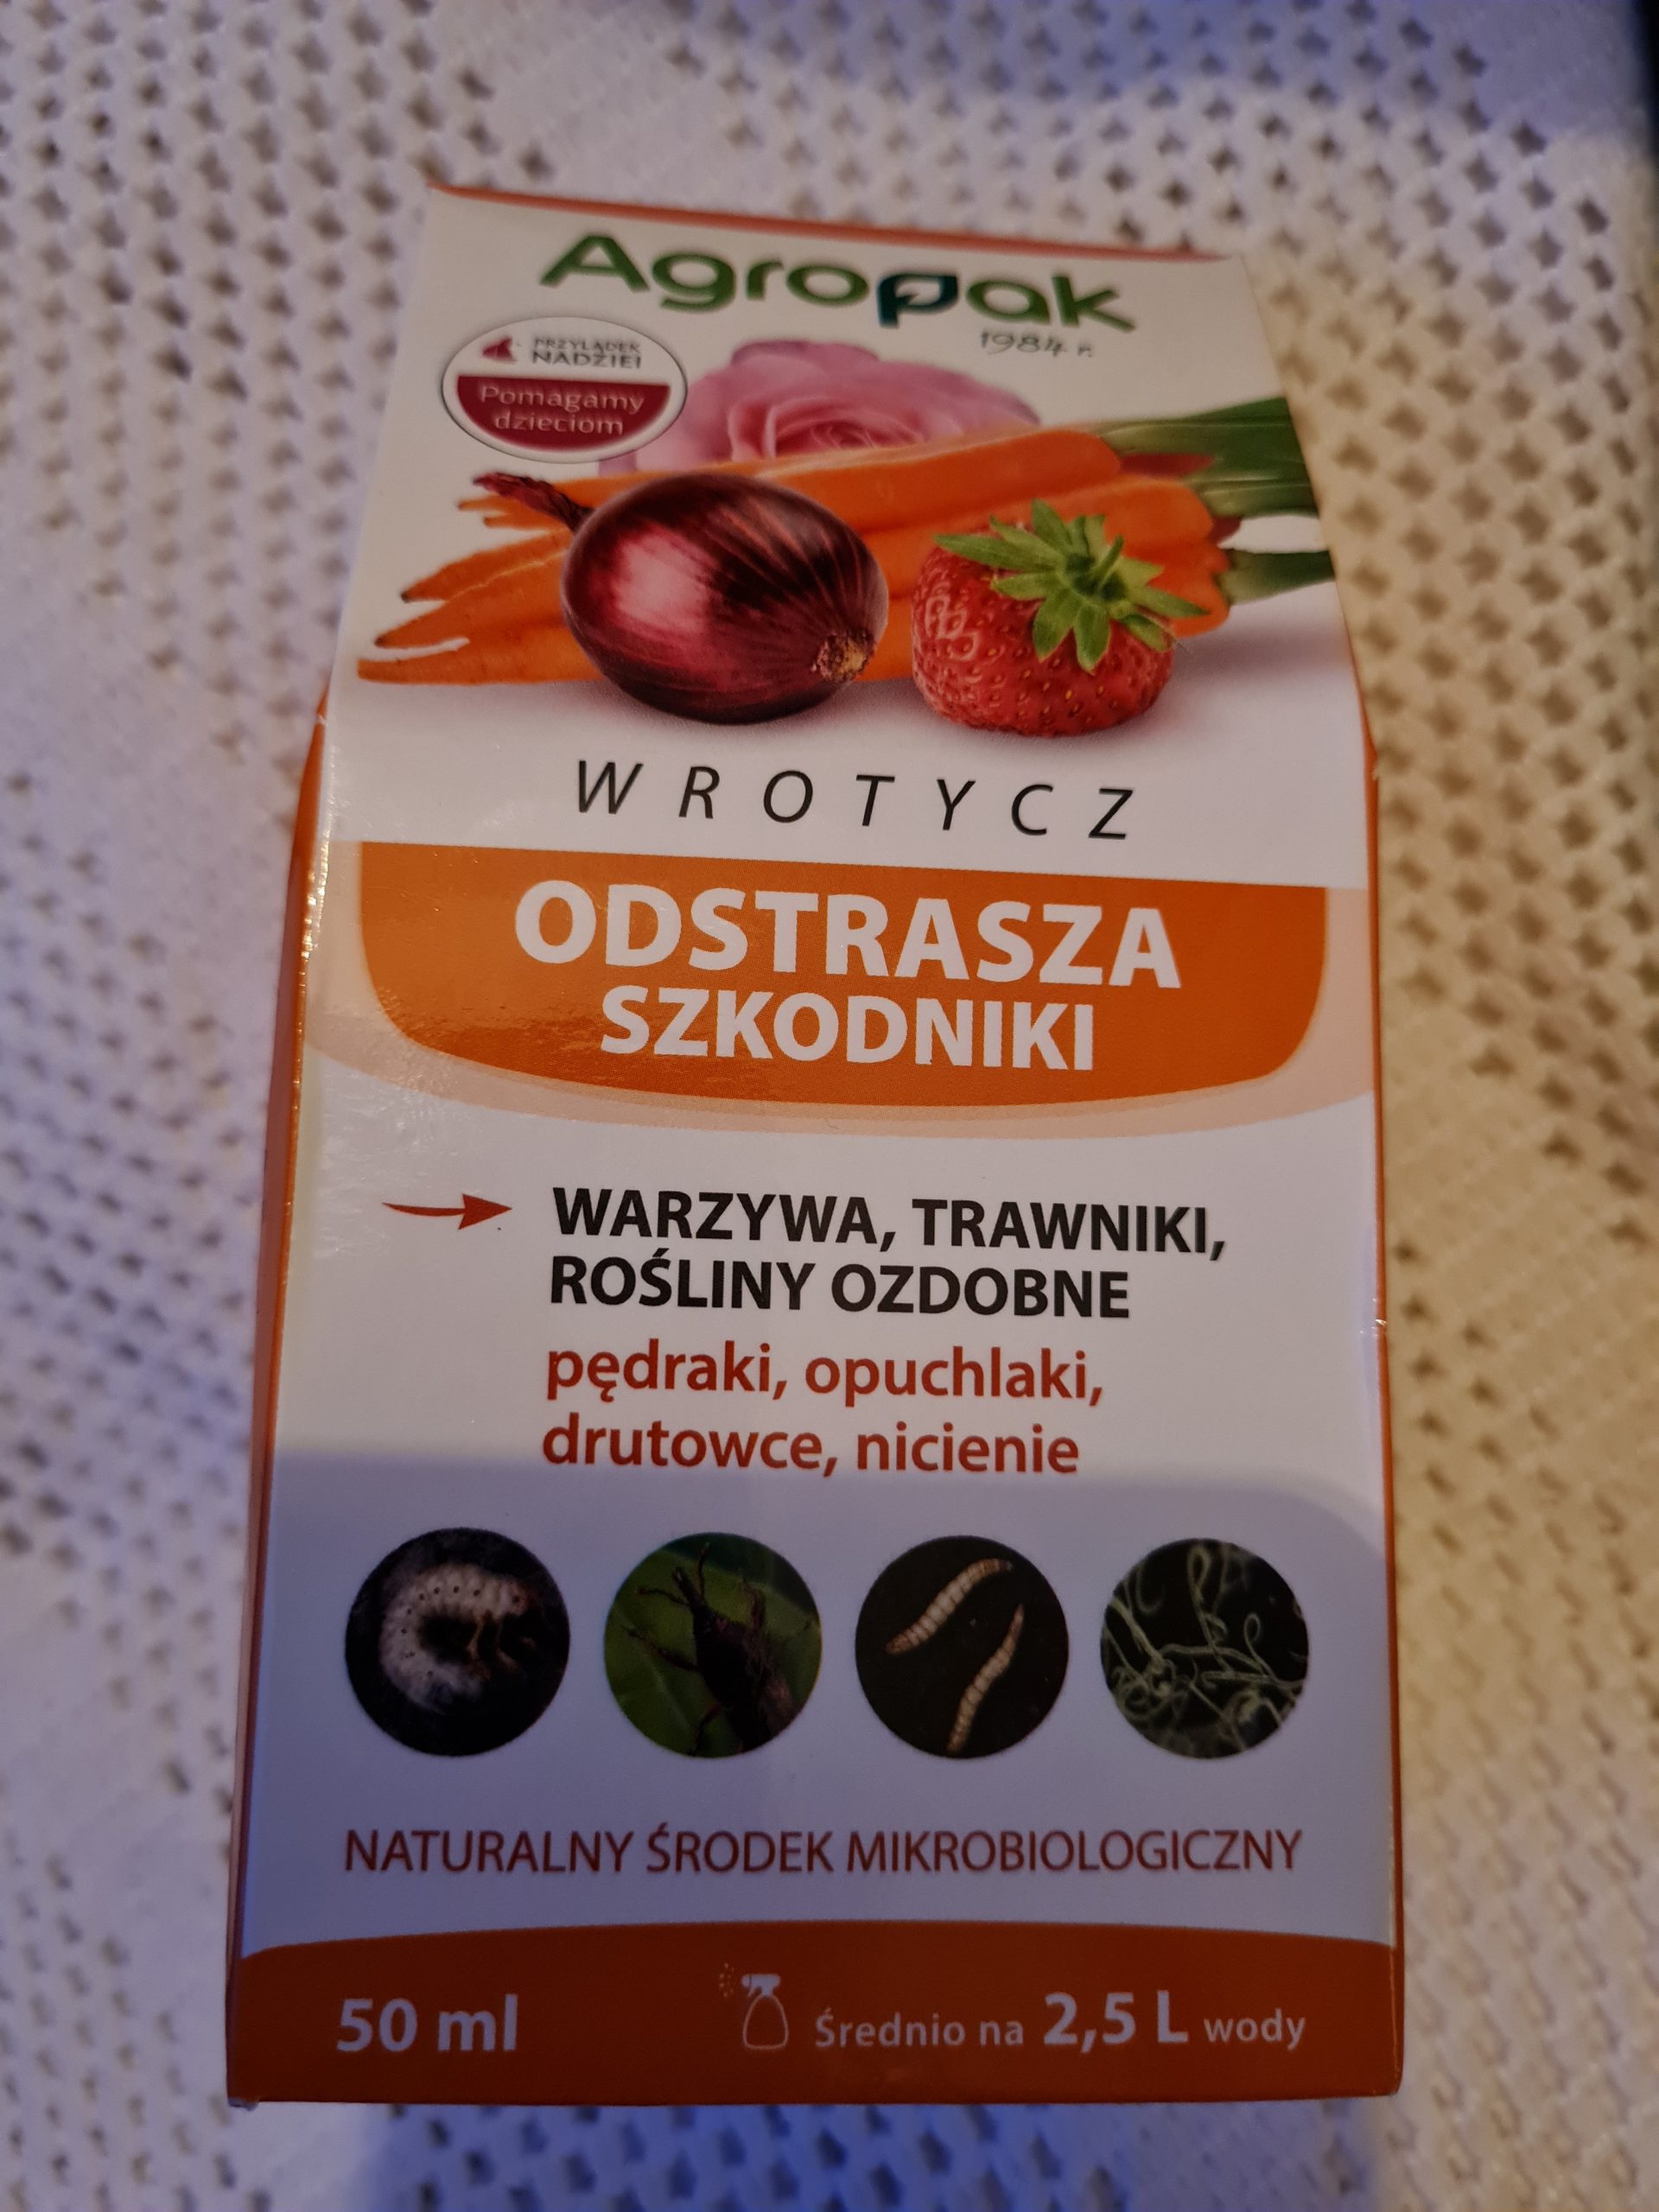 Agropak
1984 r.
PRZYLĄDEK
NADZIEI
Pomagamy
dzieciom
WROTYCZ
ODSTRASZA
SZKODNIKI
WARZYWA, TRAWNIKI,
ROŚLINY OZDOBNE
pędraki, opuchlaki,
drutowce, nicienie
NATURALNY ŚRODEK MIKROBIOLOGICZNY
50 ml
Średnio na 2,5 L wody